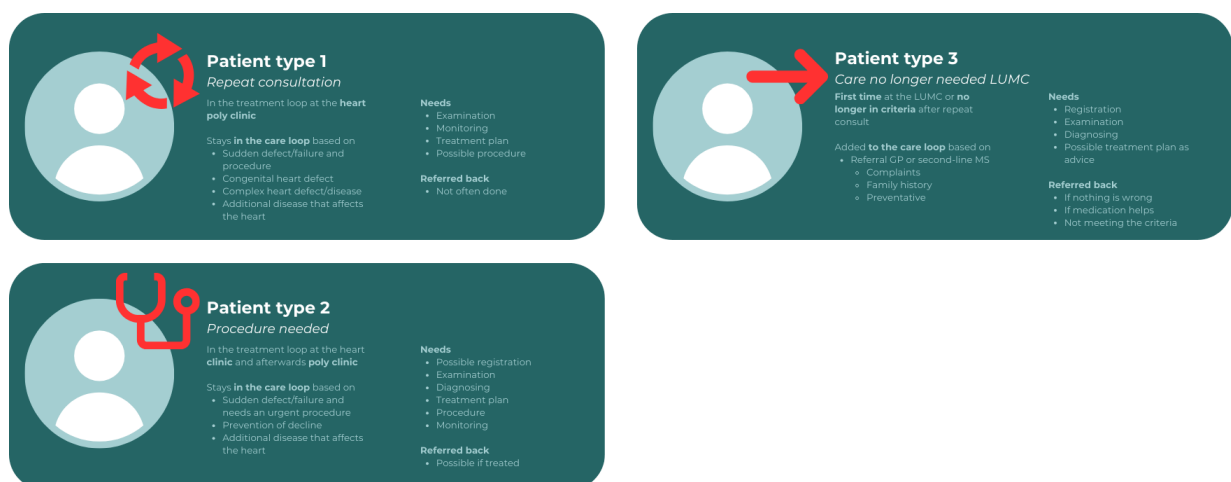 Patient type 1
Repeat consultation
In the treatment loop at the heart
poly clinic
Stays in the care loop based on
• Sudden defect/failure and
procedure
• Congenital heart defect
• Complex heart defect/disease
• Additional disease that affects
the heart
Needs
• Examination
• Monitoring
• Treatment plan
• Possible procedure
Referred back
• Not often done
Patient type 3
Care no longer needed LUMC
First time at the LUMC or no
longer in criteria after repeat
consult
Added to the care loop based on
• Referral GP or second-line MS
◦ Complaints
◦ Family history
◦ Preventative
Needs
• Registration
• Examination
• Diagnosing
• Possible treatment plan as
advice
Referred back
• If nothing is wrong
• If medication helps
• Not meeting the criteria
Patient type 2
Procedure needed
In the treatment loop at the heart
clinic and afterwards poly clinic
Stays in the care loop based on
• Sudden defect/failure and
needs an urgent procedure
• Prevention of decline
• Additional disease that affects
the heart
Needs
• Possible registration
• Examination
• Diagnosing
• Treatment plan
• Procedure
• Monitoring
Referred back
• Possible if treated